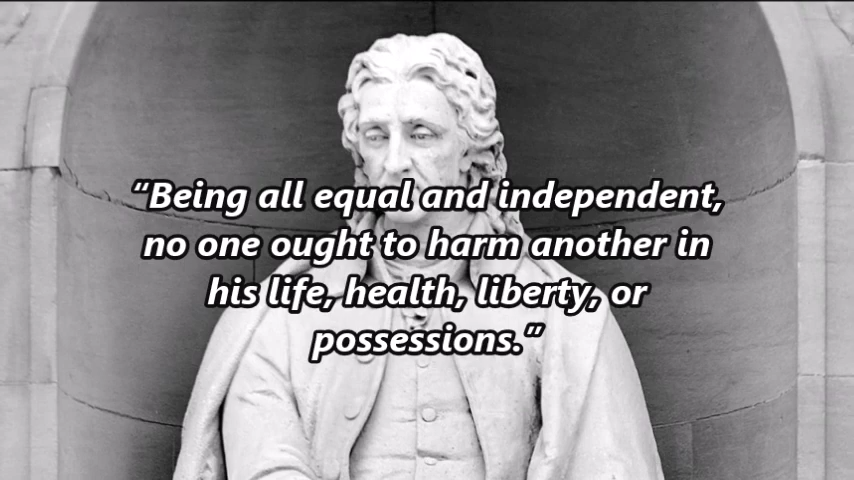 “Being all equal and independent,
no one ought to harm another in
his life, health, liberty, or
possessions.”